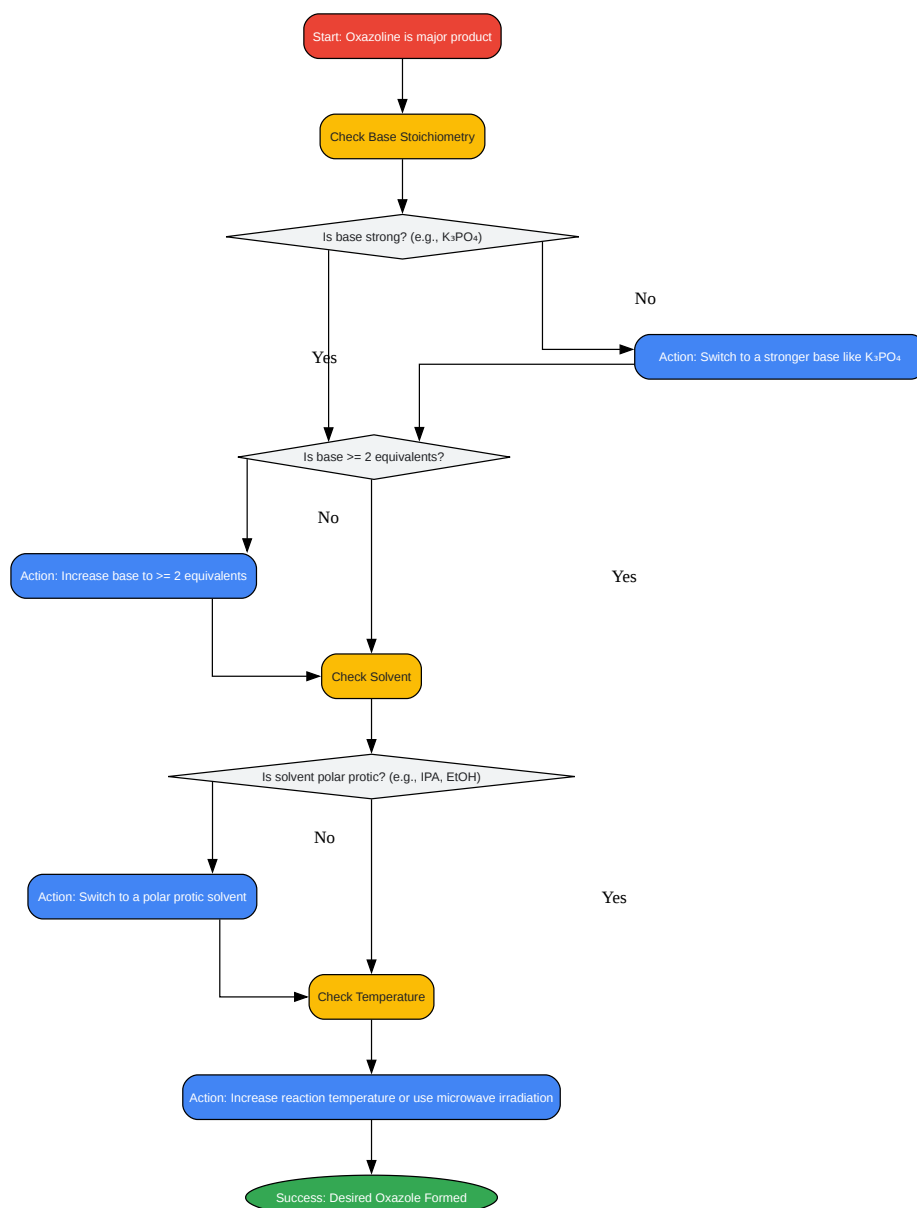 Start: Oxazoline is major product
Check Base Stoichiometry
Is base strong? (e.g., K₃PO₄)
No
Yes
Action: Switch to a stronger base like K₃PO₄
Is base >= 2 equivalents?
No
Action: Increase base to >= 2 equivalents
Yes
Check Solvent
Is solvent polar protic? (e.g., IPA, EtOH)
No
Action: Switch to a polar protic solvent
Yes
Check Temperature
Action: Increase reaction temperature or use microwave irradiation
Success: Desired Oxazole Formed